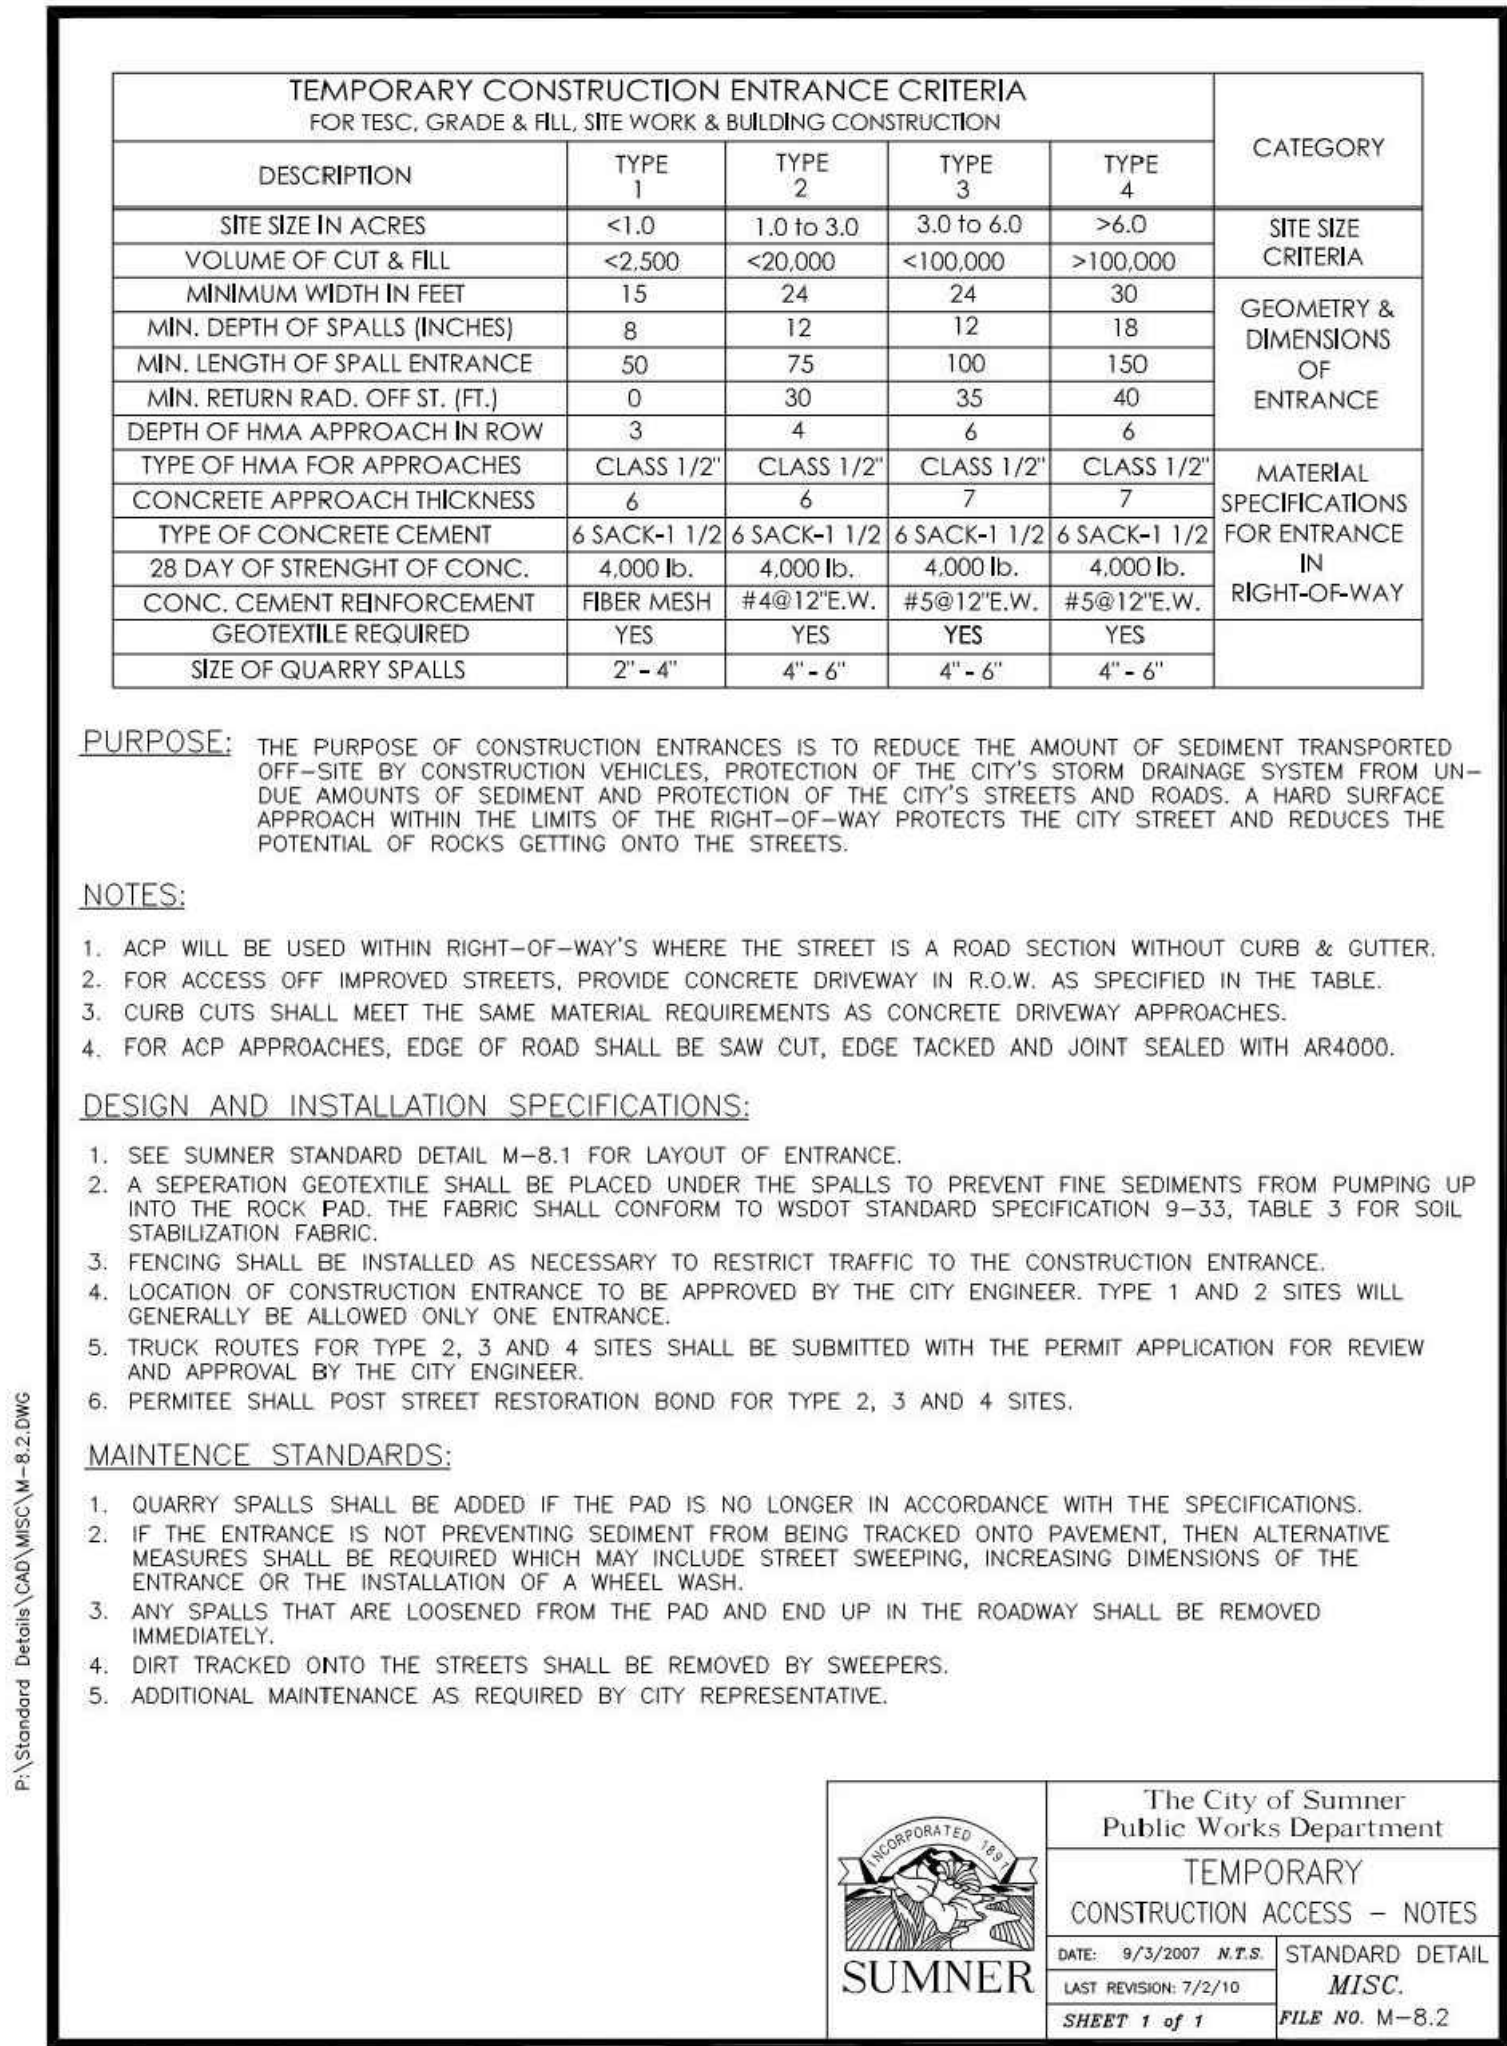 TEMPORARY CONSTRUCTION ENTRANCE CRITERIA
FOR TESC, GRADE & FILL, SITE WORK & BUILDING CONSTRUCTION
CATEGORY
DESCRIPTION TYPE 1 TYPE 2 TYPE 3 TYPE 4
SITE SIZE IN ACRES <1.0 1.0 to 3.0 3.0 to 6.0 >6.0
VOLUME OF CUT & FILL <2,500 <20,000 <100,000 >100,000
SITE SIZE
CRITERIA
MINIMUM WIDTH IN FEET 15 24 24 30
MIN. DEPTH OF SPALLS (INCHES) 8 12 12 18
MIN. LENGTH OF SPALL ENTRANCE 50 75 100 150
MIN. RETURN RAD. OFF ST. (FT.) 0 30 35 40
DEPTH OF HMA APPROACH IN ROW 3 4 6 6
GEOMETRY &
DIMENSIONS
OF
ENTRANCE
TYPE OF HMA FOR APPROACHES CLASS 1/2" CLASS 1/2" CLASS 1/2" CLASS 1/2"
CONCRETE APPROACH THICKNESS 6 6 7 7
TYPE OF CONCRETE CEMENT 6 SACK-1 1/2 6 SACK-1 1/2 6 SACK-1 1/2 6 SACK-1 1/2
28 DAY OF STRENGHT OF CONC. 4,000 lb. 4,000 lb. 4,000 lb. 4,000 lb.
CONC. CEMENT REINFORCEMENT FIBER MESH #4@12"E.W. #5@12"E.W. #5@12"E.W.
MATERIAL
SPECIFICATIONS
FOR ENTRANCE
IN
RIGHT-OF-WAY
GEOTEXTILE REQUIRED YES YES YES YES
SIZE OF QUARRY SPALLS 2" - 4" 4" - 6" 4" - 6" 4" - 6"
PURPOSE: THE PURPOSE OF CONSTRUCTION ENTRANCES IS TO REDUCE THE AMOUNT OF SEDIMENT TRANSPORTED
OFF-SITE BY CONSTRUCTION VEHICLES, PROTECTION OF THE CITY'S STORM DRAINAGE SYSTEM FROM UN-
DUE AMOUNTS OF SEDIMENT AND PROTECTION OF THE CITY'S STREETS AND ROADS. A HARD SURFACE
APPROACH WITHIN THE LIMITS OF THE RIGHT-OF-WAY PROTECTS THE CITY STREET AND REDUCES THE
POTENTIAL OF ROCKS GETTING ONTO THE STREETS.
NOTES:
1. ACP WILL BE USED WITHIN RIGHT-OF-WAY'S WHERE THE STREET IS A ROAD SECTION WITHOUT CURB & GUTTER.
2. FOR ACCESS OFF IMPROVED STREETS, PROVIDE CONCRETE DRIVEWAY IN R.O.W. AS SPECIFIED IN THE TABLE.
3. CURB CUTS SHALL MEET THE SAME MATERIAL REQUIREMENTS AS CONCRETE DRIVEWAY APPROACHES.
4. FOR ACP APPROACHES, EDGE OF ROAD SHALL BE SAW CUT, EDGE TACKED AND JOINT SEALED WITH AR4000.
DESIGN AND INSTALLATION SPECIFICATIONS:
1. SEE SUMNER STANDARD DETAIL M-8.1 FOR LAYOUT OF ENTRANCE.
2. A SEPERATION GEOTEXTILE SHALL BE PLACED UNDER THE SPALLS TO PREVENT FINE SEDIMENTS FROM PUMPING UP
INTO THE ROCK PAD. THE FABRIC SHALL CONFORM TO WSDOT STANDARD SPECIFICATION 9-33, TABLE 3 FOR SOIL
STABILIZATION FABRIC.
3. FENCING SHALL BE INSTALLED AS NECESSARY TO RESTRICT TRAFFIC TO THE CONSTRUCTION ENTRANCE.
4. LOCATION OF CONSTRUCTION ENTRANCE TO BE APPROVED BY THE CITY ENGINEER. TYPE 1 AND 2 SITES WILL
GENERALLY BE ALLOWED ONLY ONE ENTRANCE.
5. TRUCK ROUTES FOR TYPE 2, 3 AND 4 SITES SHALL BE SUBMITTED WITH THE PERMIT APPLICATION FOR REVIEW
AND APPROVAL BY THE CITY ENGINEER.
6. PERMITEE SHALL POST STREET RESTORATION BOND FOR TYPE 2, 3 AND 4 SITES.
MAINTENCE STANDARDS:
1. QUARRY SPALLS SHALL BE ADDED IF THE PAD IS NO LONGER IN ACCORDANCE WITH THE SPECIFICATIONS.
2. IF THE ENTRANCE IS NOT PREVENTING SEDIMENT FROM BEING TRACKED ONTO PAVEMENT, THEN ALTERNATIVE
MEASURES SHALL BE REQUIRED WHICH MAY INCLUDE STREET SWEEPING, INCREASING DIMENSIONS OF THE
ENTRANCE OR THE INSTALLATION OF A WHEEL WASH.
3. ANY SPALLS THAT ARE LOOSENED FROM THE PAD AND END UP IN THE ROADWAY SHALL BE REMOVED
IMMEDIATELY.
4. DIRT TRACKED ONTO THE STREETS SHALL BE REMOVED BY SWEEPERS.
5. ADDITIONAL MAINTENANCE AS REQUIRED BY CITY REPRESENTATIVE.
P:\Standard Details\CAD\MISC\M-8.2.DWG
INCORPORATED 1891
SUMNER
The City of Sumner
Public Works Department
TEMPORARY
CONSTRUCTION ACCESS - NOTES
DATE: 9/3/2007 N.T.S.
LAST REVISION: 7/2/10
SHEET 1 of 1
STANDARD DETAIL
MISC.
FILE NO. M-8.2